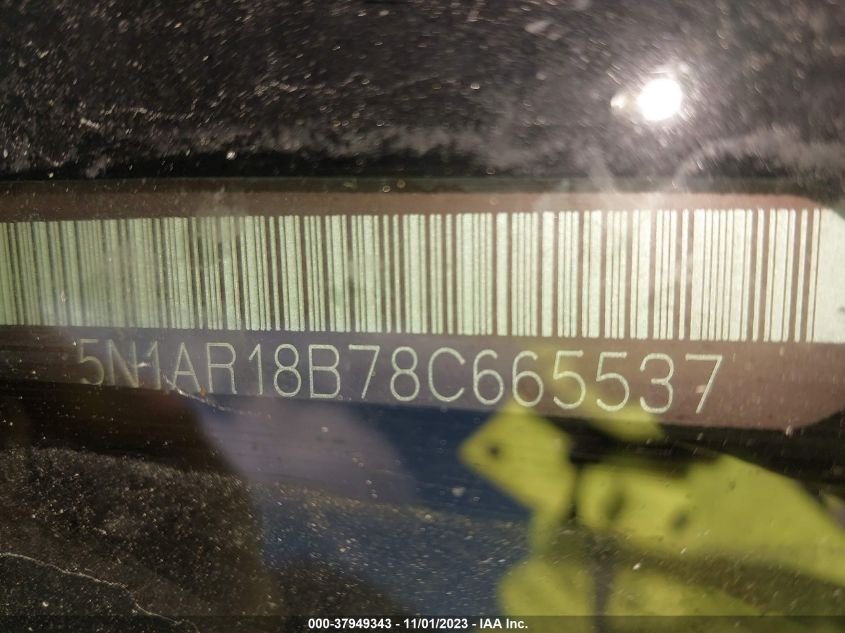 5N1AR18B78C665537
000-37949343 - 11/01/2023 - IAA Inc.